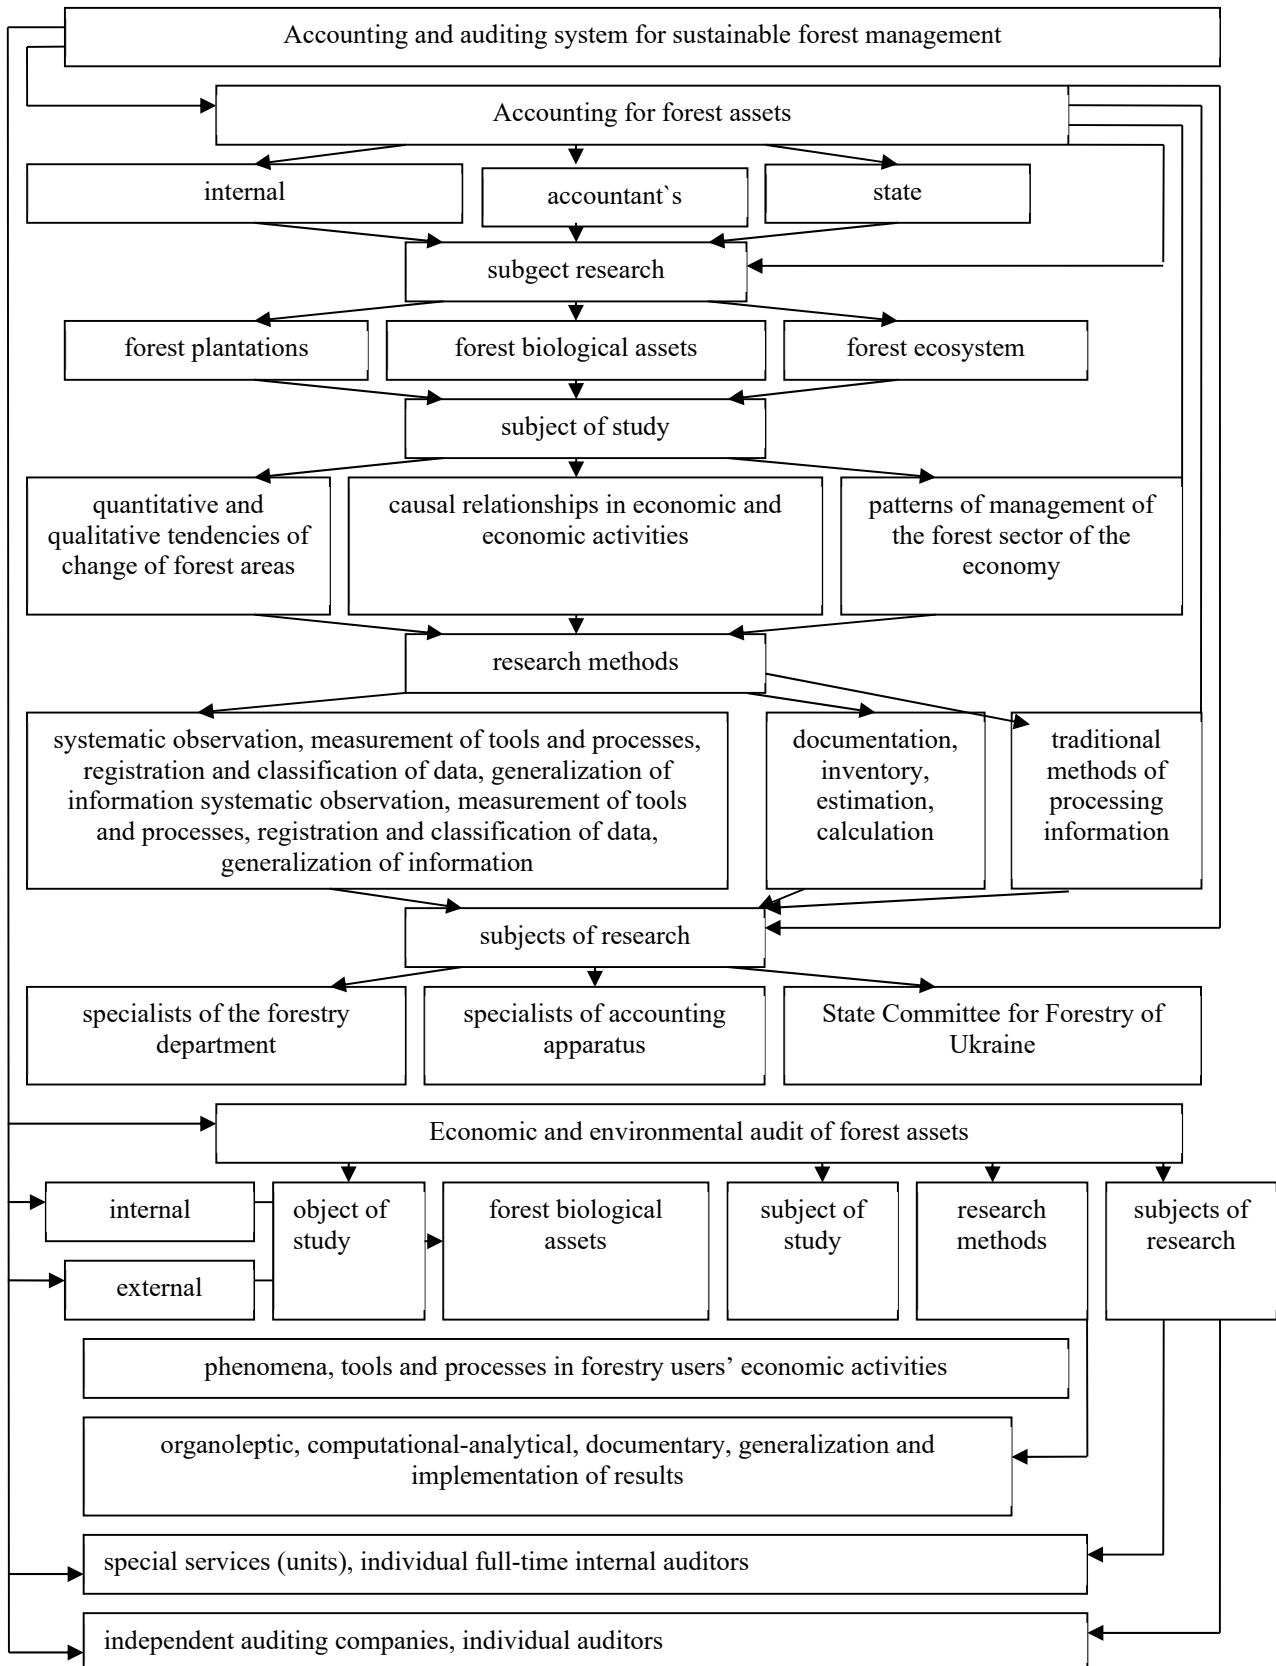 Accounting and auditing system for sustainable forest management
Accounting for forest assets
internal
accountant`s
state
subgect research
forest plantations
forest biological assets
forest ecosystem
subject of study
quantitative and
qualitative tendencies of
change of forest areas
causal relationships in economic and
economic activities
patterns of management of
the forest sector of the
economy
research methods
systematic observation, measurement of tools and processes,
registration and classification of data, generalization of
information systematic observation, measurement of tools
and processes, registration and classification of data,
generalization of information
documentation,
inventory,
estimation,
calculation
traditional
methods of
processing
information
subjects of research
specialists of the forestry
department
specialists of accounting
apparatus
State Committee for Forestry of
Ukraine
Economic and environmental audit of forest assets
internal
external
object of
study
forest biological
assets
subject of
study
research
methods
subjects of
research
phenomena, tools and processes in forestry users’ economic activities
organoleptic, computational-analytical, documentary, generalization and
implementation of results
special services (units), individual full-time internal auditors
independent auditing companies, individual auditors